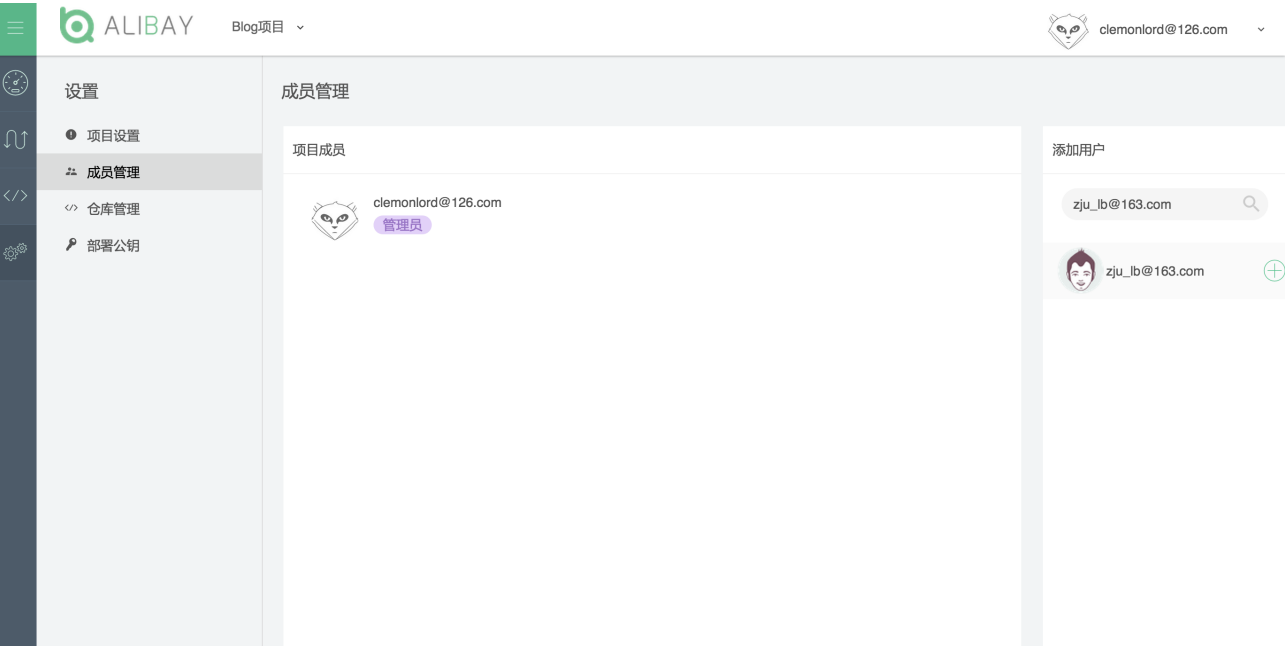 ALIBAY
Blog项目
clemonlord@126.com
设置
项目设置
成员管理
仓库管理
部署公钥
成员管理
项目成员
clemonlord@126.com
管理员
添加用户
zju_lb@163.com
zju_lb@163.com